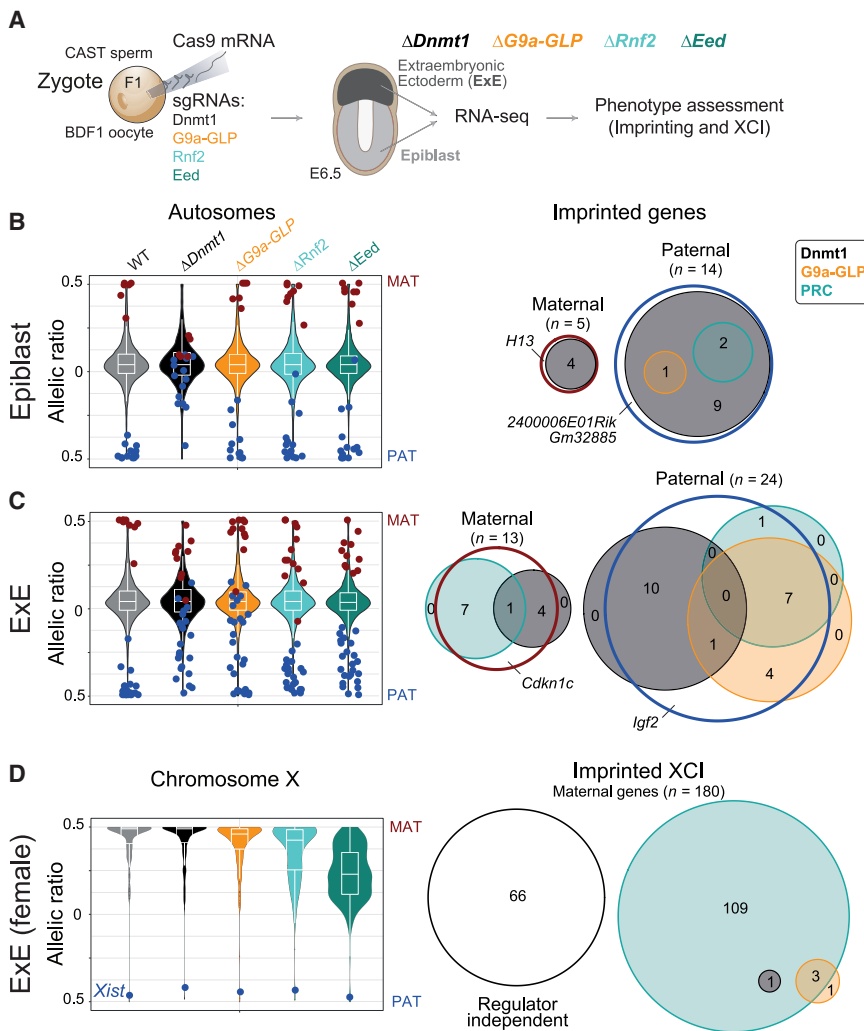 A
CAST sperm
Cas9 mRNA
Zygote
F1
BDF1 oocyte
sgRNAs:
Dnmt1
G9a-GLP
Rnf2
Eed
ΔDnmt1 ΔG9a-GLP ΔRnf2 ΔEed
Extraembryonic
Ectoderm (ExE)
Epiblast
E6.5
RNA-seq
Phenotype assessment
(Imprinting and XCI)
B
Autosomes
WT
ΔDnmt1
ΔG9a-GLP
ΔRnf2
ΔEed
Epiblast
Allelic ratio
0.5
0
0.5
MAT
PAT
Imprinted genes
Maternal
(n = 5)
H13
4
Paternal
(n = 14)
1
2
9
2400006E01Rik
Gm32885
Dnmt1
G9a-GLP
PRC
C
ExE
Allelic ratio
0.5
0
0.5
MAT
PAT
Maternal
(n = 13)
0
7
1
4
0
Cdkn1c
Paternal (n = 24)
0
10
0
1
0
0
7
0
1
4
Igf2
D
Chromosome X
ExE (female)
Allelic ratio
0.5
0
0.5
MAT
PAT
Xist
Imprinted XCI
Maternal genes (n = 180)
66
Regulator
independent
109
1
3
1